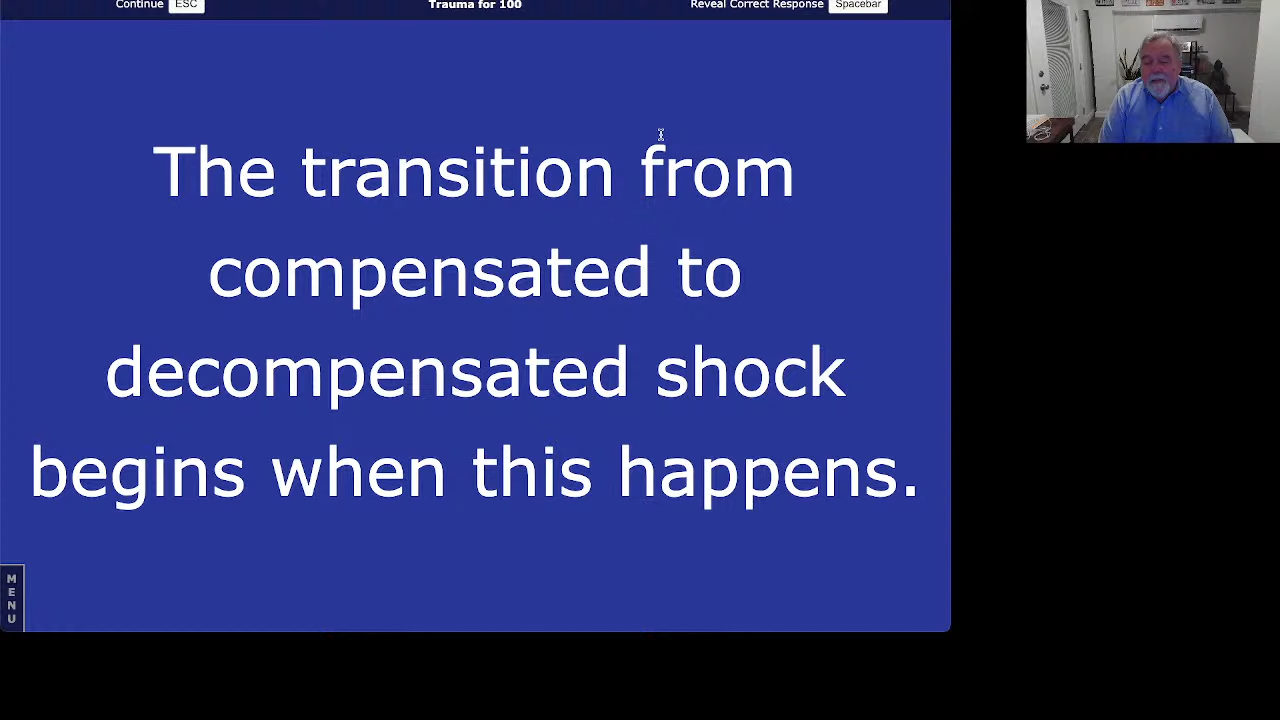 Continue ESC Trauma for 100 Reveal Correct Response Spacebar
The transition from
compensated to
decompensated shock
begins when this happens.
MENU